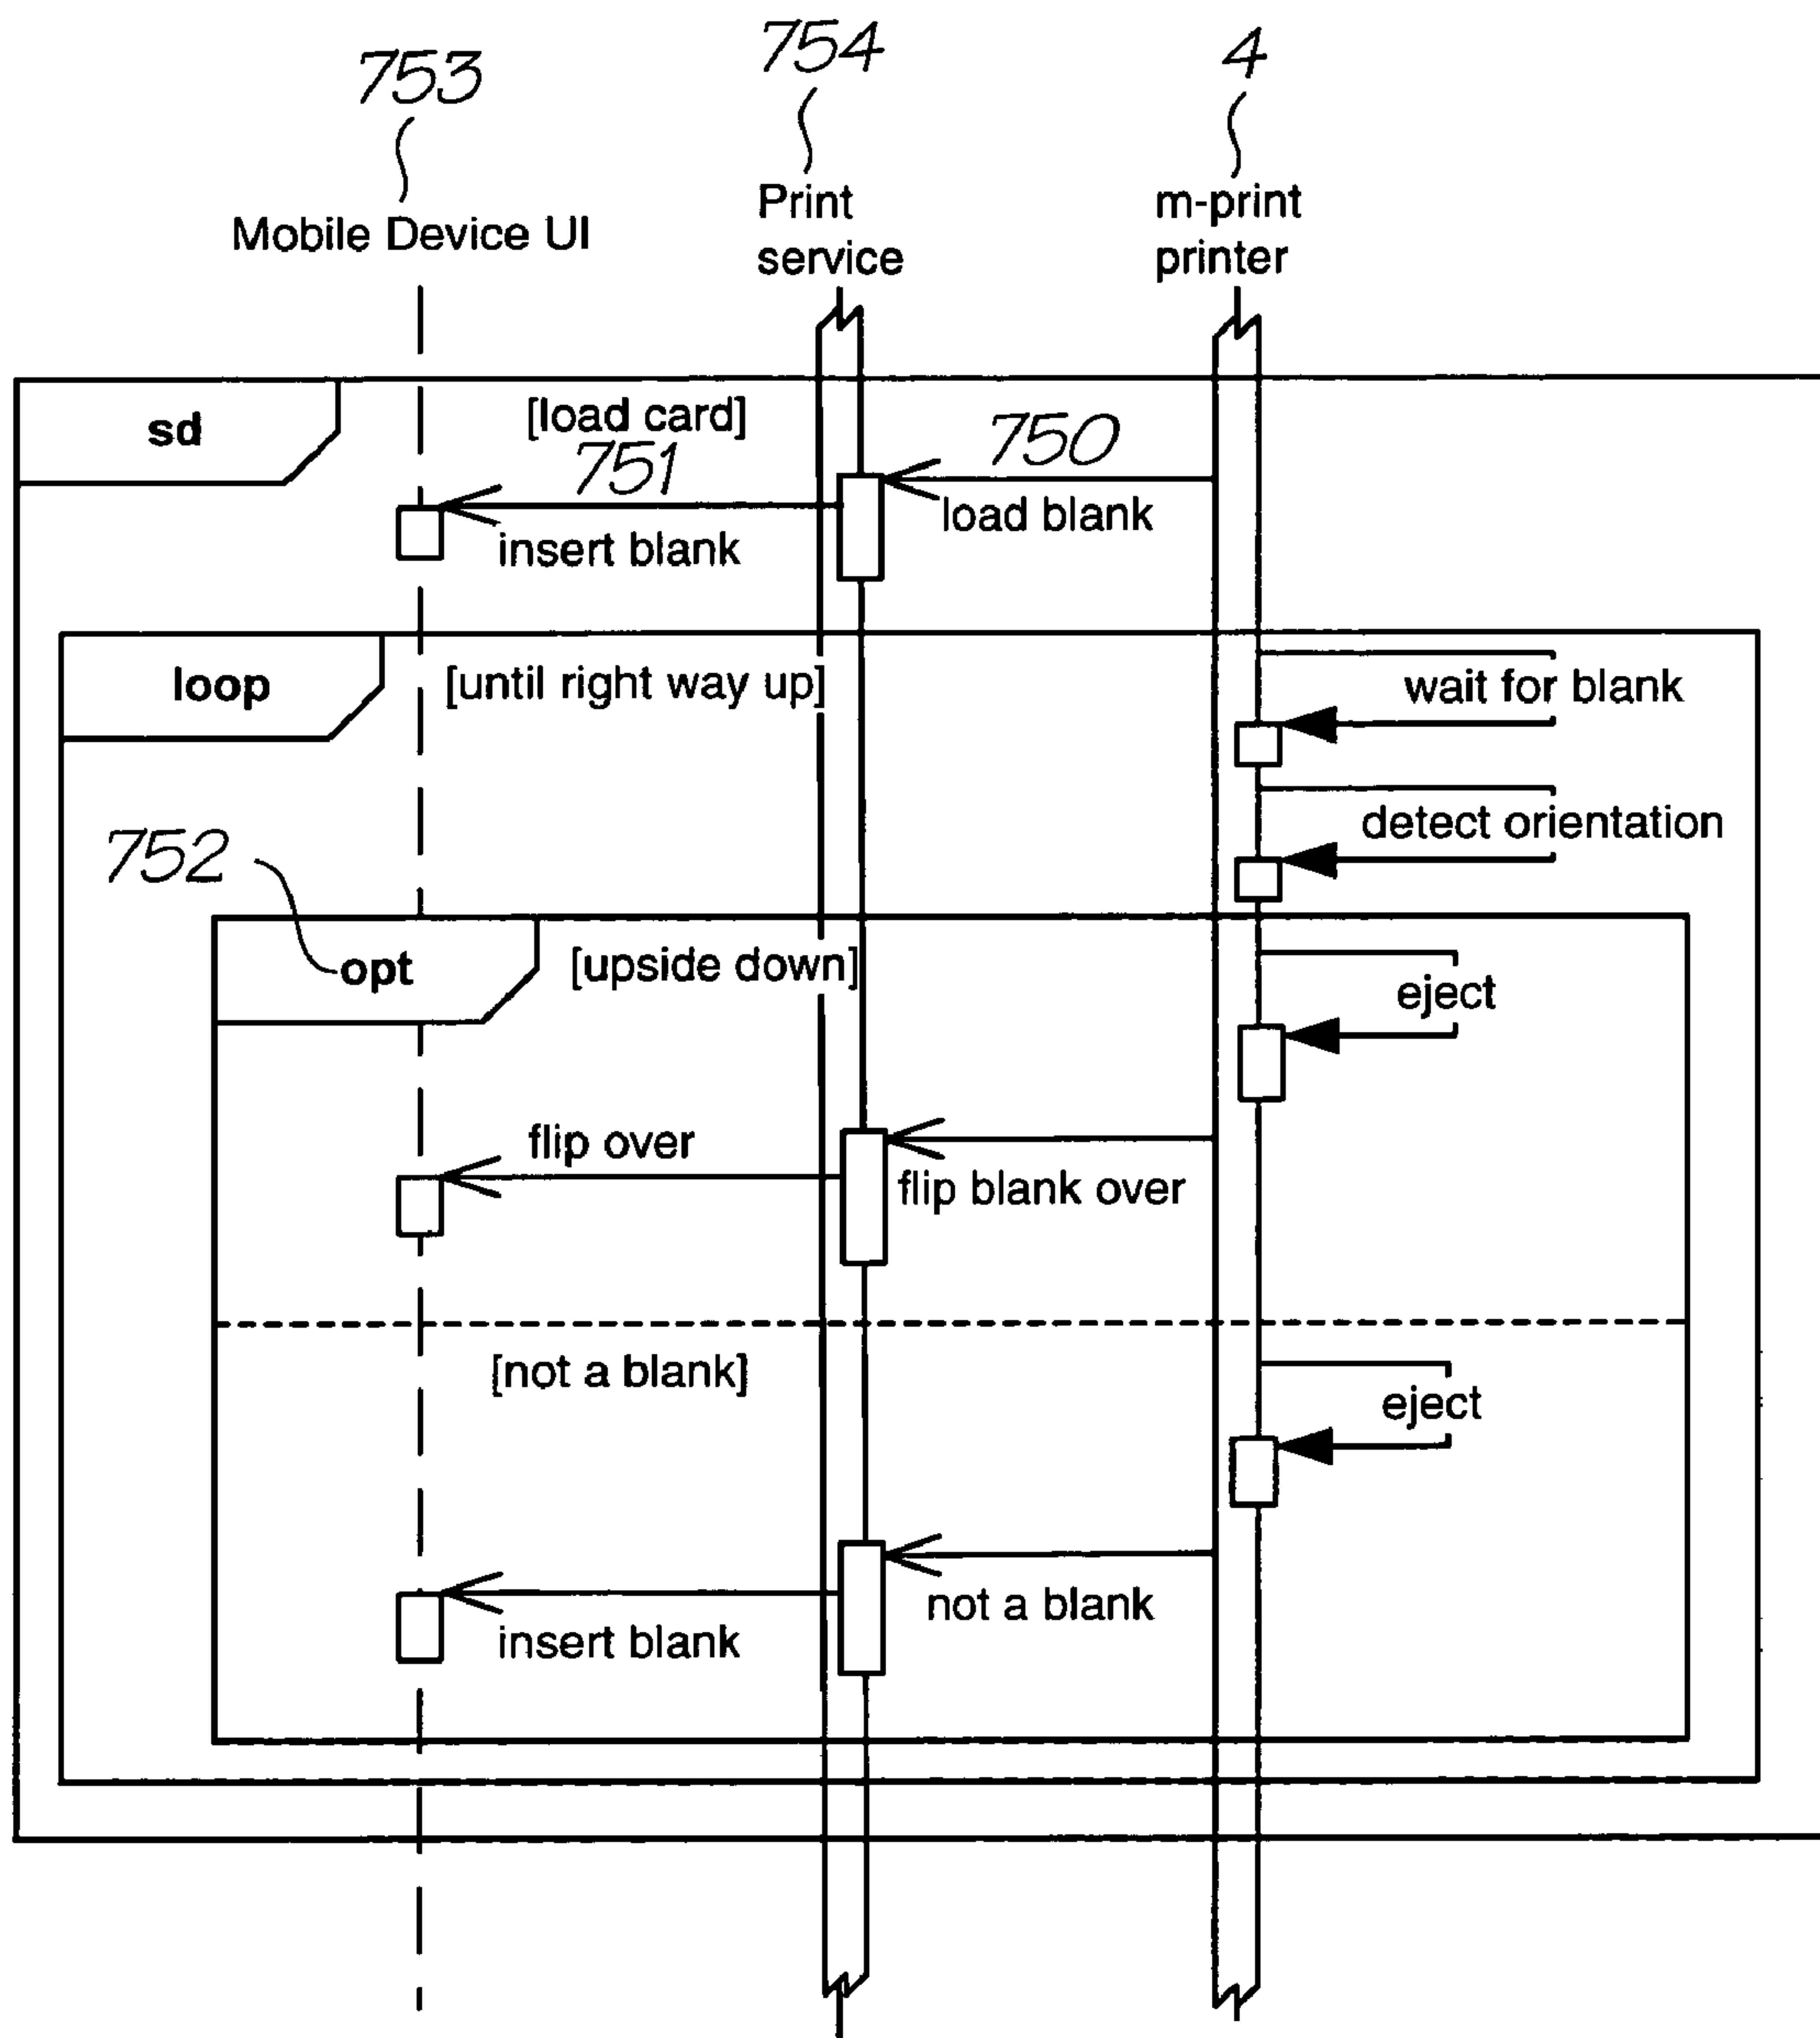 753
754
4
Mobile Device UI
Print
service
m-print
printer
sd
[load card]
751
750
insert blank
load blank
loop
[until right way up]
wait for blank
detect orientation
752
opt
[upside down]
eject
flip over
flip blank over
[not a blank]
eject
not a blank
insert blank